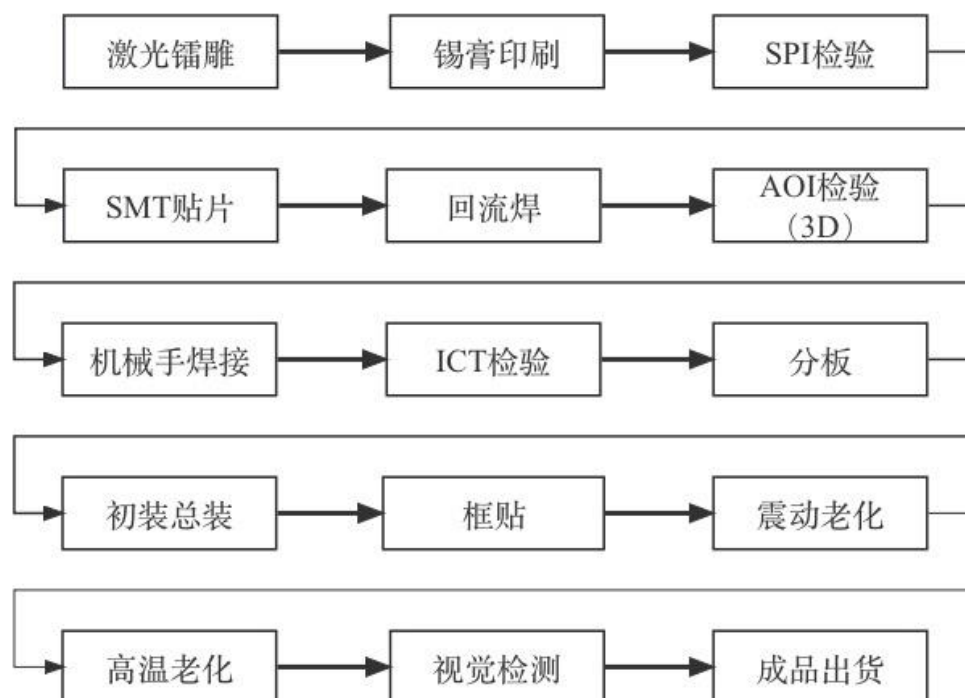 激光镭雕
锡膏印刷
SPI检验
SMT贴片
回流焊
AOI检验
（3D）
机械手焊接
ICT检验
分板
初装总装
框贴
震动老化
高温老化
视觉检测
成品出货